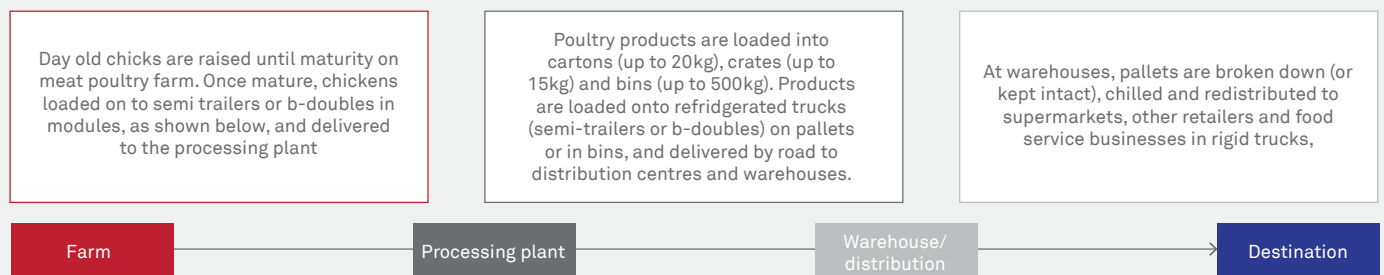 Day old chicks are raised until maturity on
meat poultry farm. Once mature, chickens
loaded on to semi trailers or b-doubles in
modules, as shown below, and delivered
to the processing plant
Poultry products are loaded into
cartons (up to 20kg), crates (up to
15kg) and bins (up to 500kg). Products
are loaded onto refridgerated trucks
(semi-trailers or b-doubles) on pallets
or in bins, and delivered by road to
distribution centres and warehouses.
At warehouses, pallets are broken down (or
kept intact), chilled and redistributed to
supermarkets, other retailers and food
service businesses in rigid trucks,
Farm
Processing plant
Warehouse/
distribution
Destination